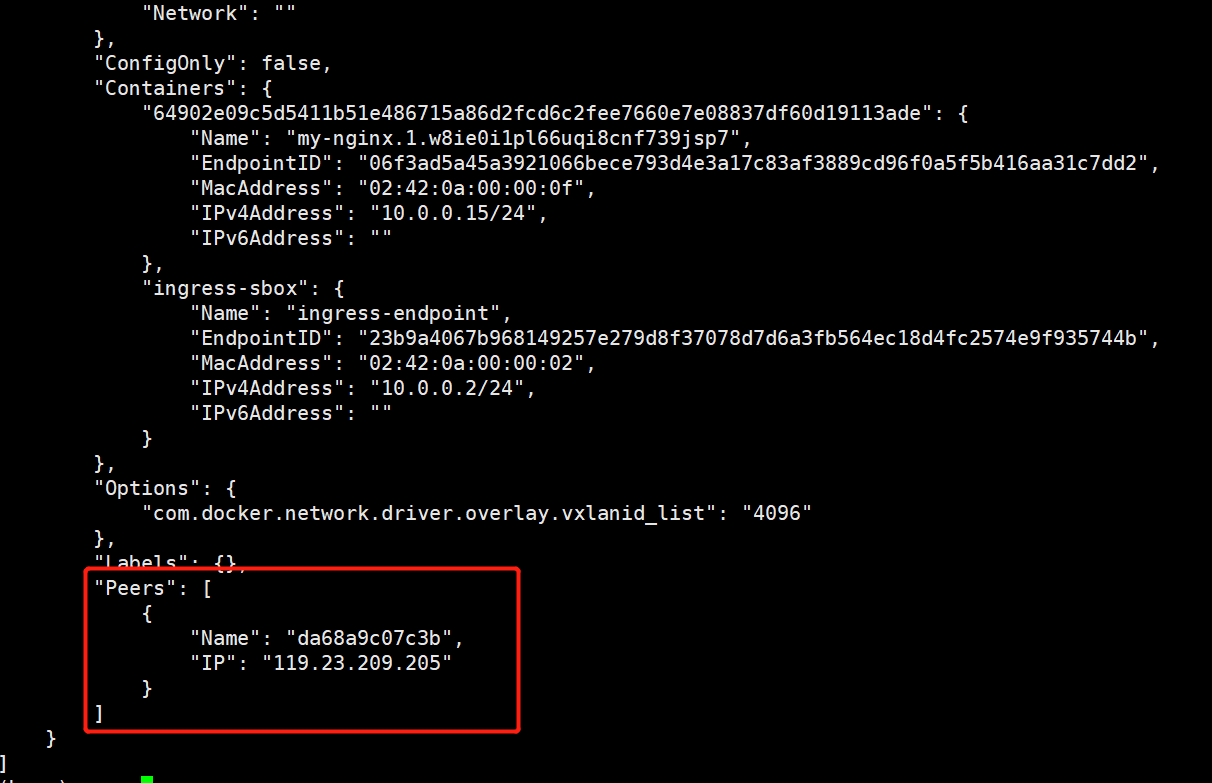 "Network": ""
},
"ConfigOnly": false,
"Containers": {
"64902e09c5d5411b51e486715a86d2fcd6c2fee7660e7e08837df60d19113ade": {
"Name": "my-nginx.1.w8ie0i1pl66uqi8cnf739jsp7",
"EndpointID": "06f3ad5a45a3921066bece793d4e3a17c83af3889cd96f0a5f5b416aa31c7dd2",
"MacAddress": "02:42:0a:00:00:0f",
"IPv4Address": "10.0.0.15/24",
"IPv6Address": ""
},
"ingress-sbox": {
"Name": "ingress-endpoint",
"EndpointID": "23b9a4067b968149257e279d8f37078d7d6a3fb564ec18d4fc2574e9f935744b",
"MacAddress": "02:42:0a:00:00:02",
"IPv4Address": "10.0.0.2/24",
"IPv6Address": ""
}
},
"Options": {
"com.docker.network.driver.overlay.vxlanid_list": "4096"
},
"Labels": {},
"Peers": [
{
"Name": "da68a9c07c3b",
"IP": "119.23.209.205"
}
]
}
]